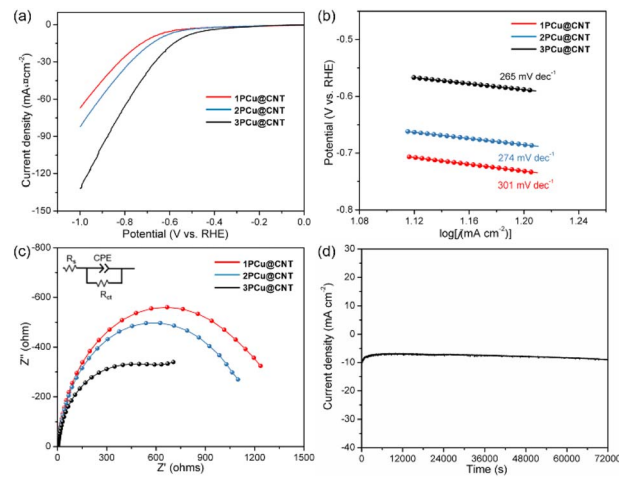 (a)
0
-30
-60
-90
-120
-150
Current density (mA·cm-2)
1PCu@CNT
2PCu@CNT
3PCu@CNT
-1.0 -0.8 -0.6 -0.4 -0.2 0.0
Potential (V vs. RHE)
(b)
-0.5
-0.6
-0.7
-0.8
Potential (V vs. RHE)
1PCu@CNT
2PCu@CNT
3PCu@CNT
265 mV dec-1
274 mV dec-1
301 mV dec-1
1.08 1.12 1.16 1.20 1.24
log[j(mA cm-2)]
(c)
-800
-600
-400
-200
0
Z'' (ohm)
Rs CPE
Rct
1PCu@CNT
2PCu@CNT
3PCu@CNT
0 300 600 900 1200 1500
Z' (ohms)
(d)
30
20
10
0
-10
-20
-30
-40
Current density (mA cm-2)
0 12000 24000 36000 48000 60000 72000
Time (s)